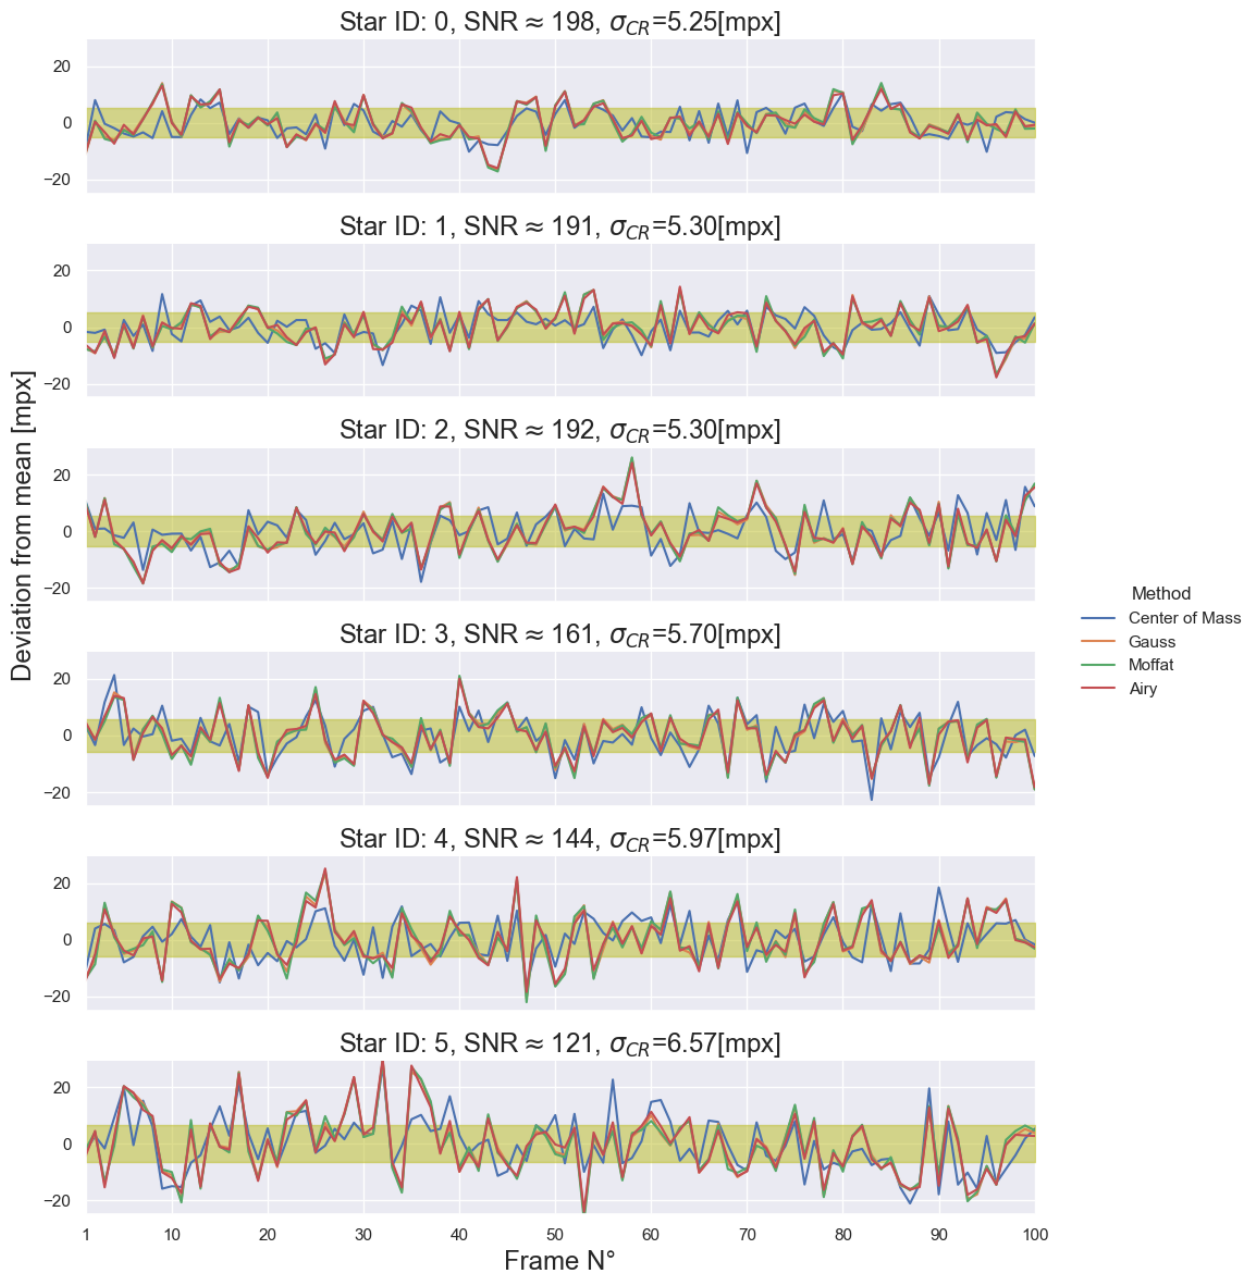 Star ID: 0, SNR ≈ 198, σCR=5.25[mpx]
20
0
−20
Star ID: 1, SNR ≈ 191, σCR=5.30[mpx]
20
0
−20
Star ID: 2, SNR ≈ 192, σCR=5.30[mpx]
20
0
−20
Star ID: 3, SNR ≈ 161, σCR=5.70[mpx]
20
0
−20
Star ID: 4, SNR ≈ 144, σCR=5.97[mpx]
20
0
−20
Star ID: 5, SNR ≈ 121, σCR=6.57[mpx]
20
0
−20
1 10 20 30 40 50 60 70 80 90 100
Frame N°
Deviation from mean [mpx]
Method
Center of Mass
Gauss
Moffat
Airy